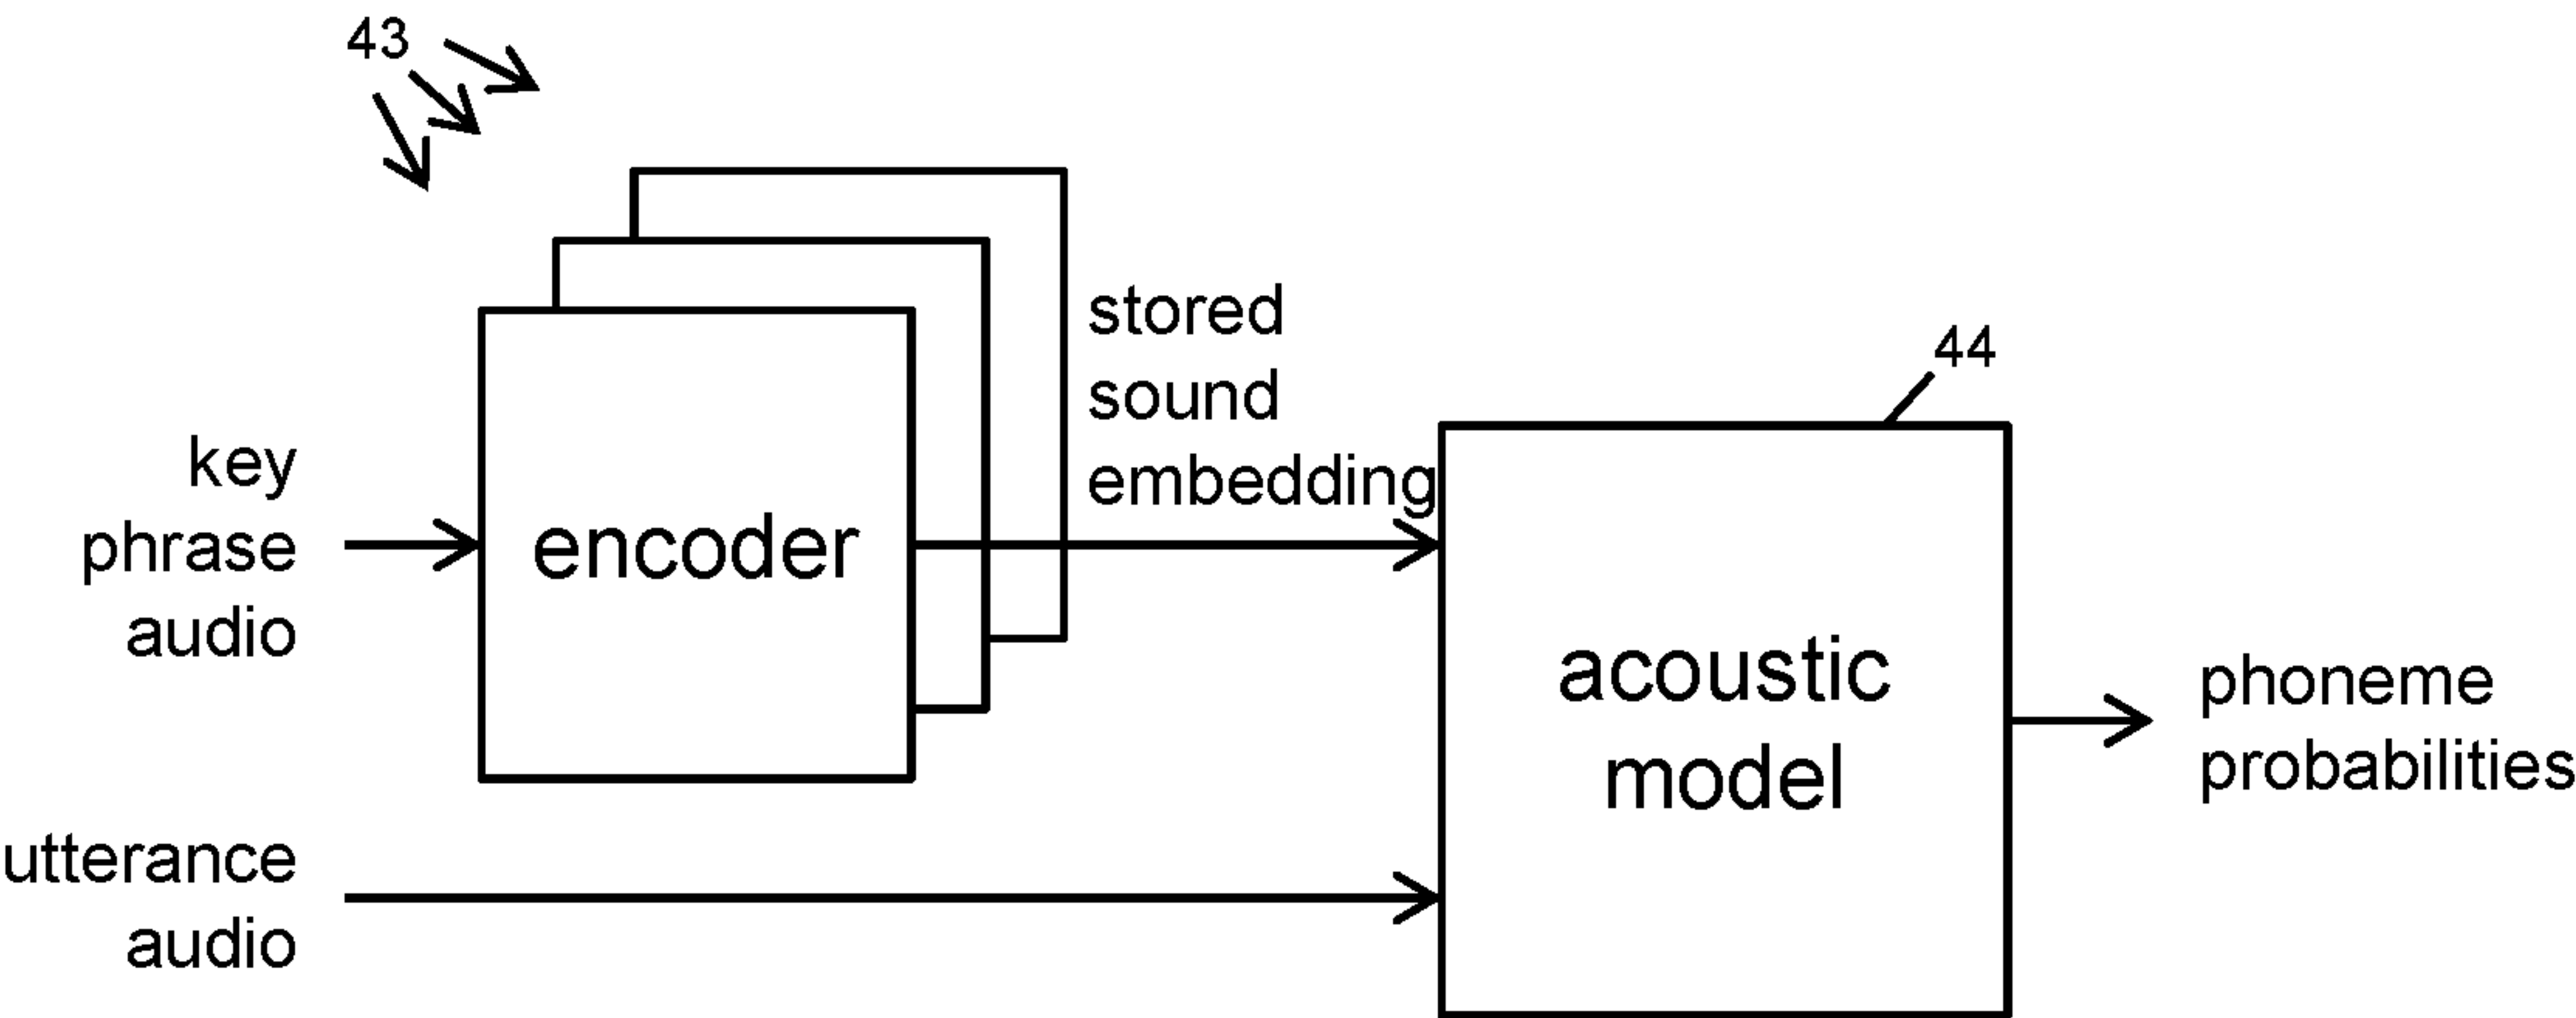 43
stored
sound
embedding
44
key
phrase
audio
encoder
acoustic
model
phoneme
probabilities
utterance
audio